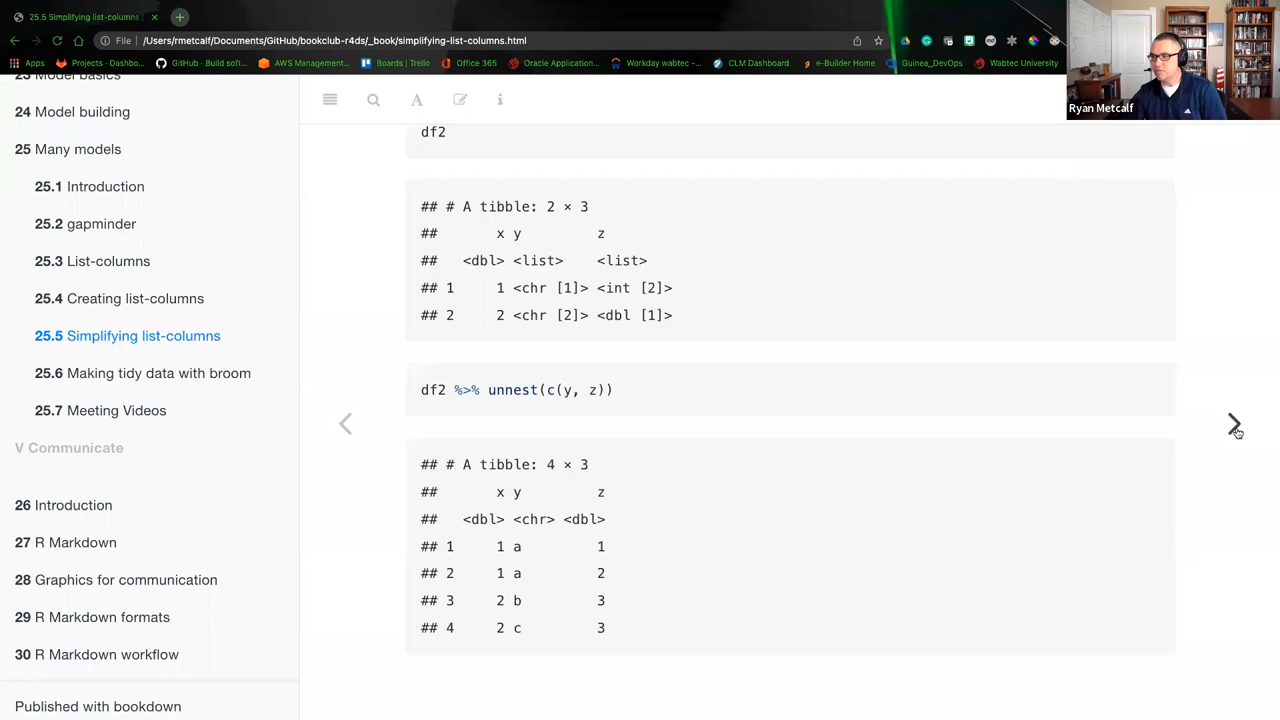 25.5 Simplifying list-columns
File
/Users/rmetcalf/Documents/GitHub/bookclub-r4ds/_book/simplifying-list-columns.html
Apps
Projects · Dashbo...
GitHub · Build soft...
AWS Management...
Boards | Trello
Office 365
Oracle Application...
Workday wabtec -...
CLM Dashboard
e-Builder Home
Guinea_DevOps
Wabtec University
Ryan Metcalf
23 Model basics
24 Model building
25 Many models
25.1 Introduction
25.2 gapminder
25.3 List-columns
25.4 Creating list-columns
25.5 Simplifying list-columns
25.6 Making tidy data with broom
25.7 Meeting Videos
V Communicate
26 Introduction
27 R Markdown
28 Graphics for communication
29 R Markdown formats
30 R Markdown workflow
Published with bookdown
df2
## # A tibble: 2 × 3
##       x y         z
##   <dbl> <list>    <list>
## 1     1 <chr [1]> <int [2]>
## 2     2 <chr [2]> <dbl [1]>
df2 %>% unnest(c(y, z))
## # A tibble: 4 × 3
##       x y         z
##   <dbl> <chr> <dbl>
## 1     1 a         1
## 2     1 a         2
## 3     2 b         3
## 4     2 c         3